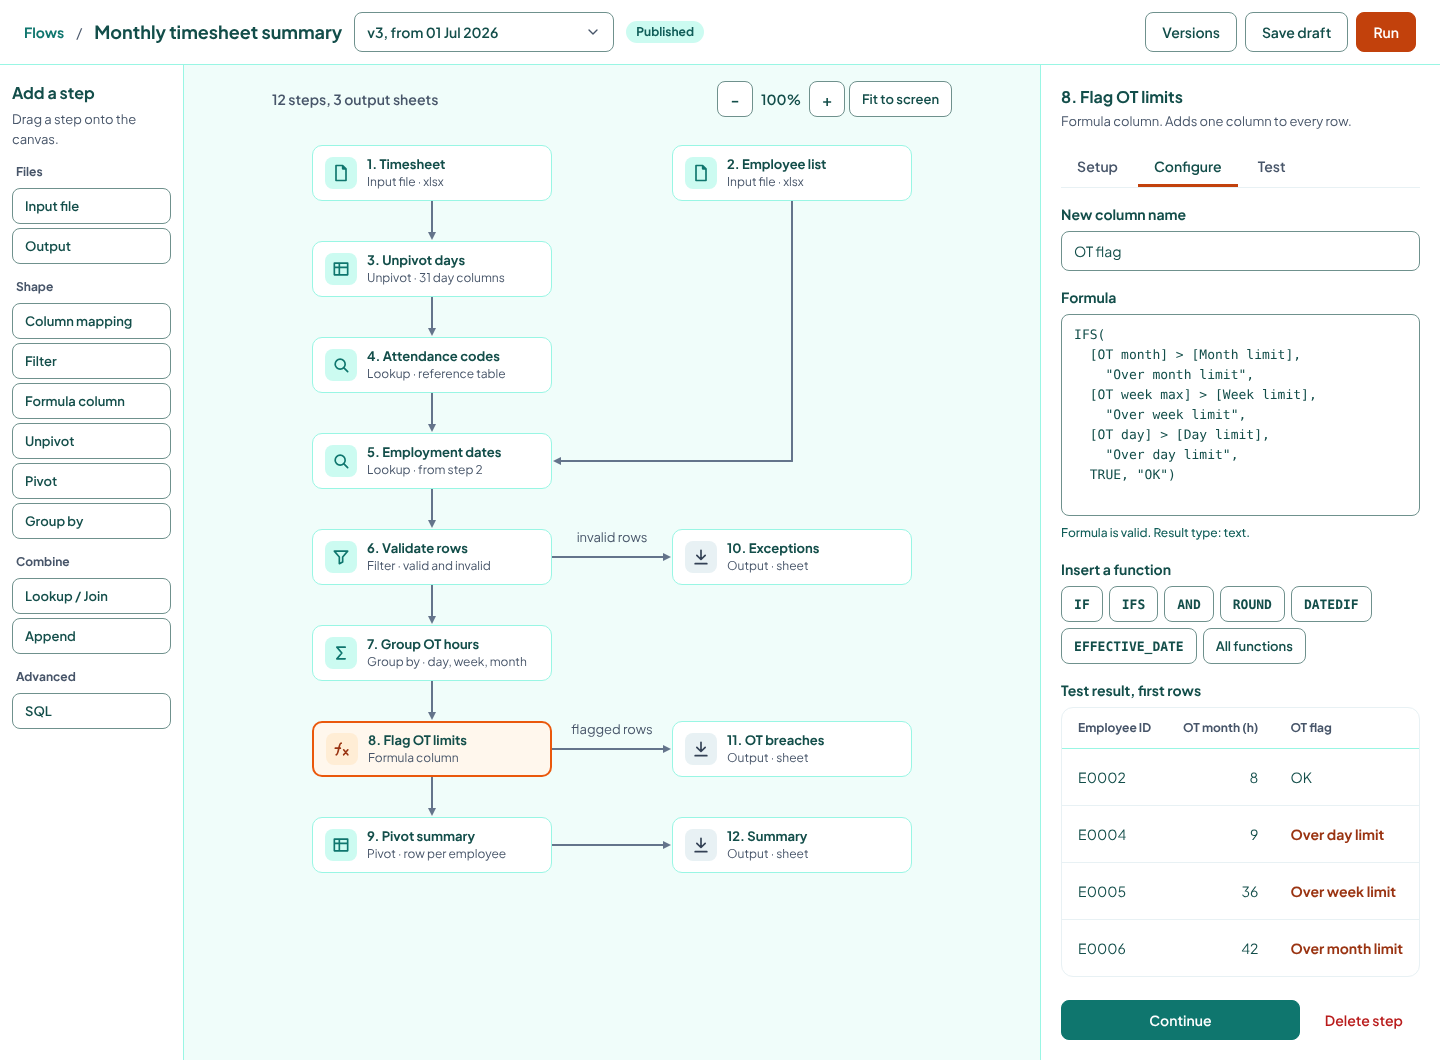 Flows / Monthly timesheet summary
v3, from 01 Jul 2026
Published
Versions
Save draft
Run
Add a step
Drag a step onto the
canvas.
Files
Input file
Output
Shape
Column mapping
Filter
Formula column
Unpivot
Pivot
Group by
Combine
Lookup / Join
Append
Advanced
SQL
12 steps, 3 output sheets
-
100%
+
Fit to screen
1. Timesheet
Input file · xlsx
2. Employee list
Input file · xlsx
3. Unpivot days
Unpivot · 31 day columns
4. Attendance codes
Lookup · reference table
5. Employment dates
Lookup · from step 2
6. Validate rows
Filter · valid and invalid
invalid rows
10. Exceptions
Output · sheet
7. Group OT hours
Group by · day, week, month
8. Flag OT limits
Formula column
flagged rows
11. OT breaches
Output · sheet
9. Pivot summary
Pivot · row per employee
12. Summary
Output · sheet
8. Flag OT limits
Formula column. Adds one column to every row.
Setup
Configure
Test
New column name
OT flag
Formula
IFS(
[OT month] > [Month limit],
"Over month limit",
[OT week max] > [Week limit],
"Over week limit",
[OT day] > [Day limit],
"Over day limit",
TRUE, "OK")
Formula is valid. Result type: text.
Insert a function
IF
IFS
AND
ROUND
DATEDIF
EFFECTIVE_DATE
All functions
Test result, first rows
Employee ID OT month (h) OT flag
E0002 8 OK
E0004 9 Over day limit
E0005 36 Over week limit
E0006 42 Over month limit
Continue
Delete step